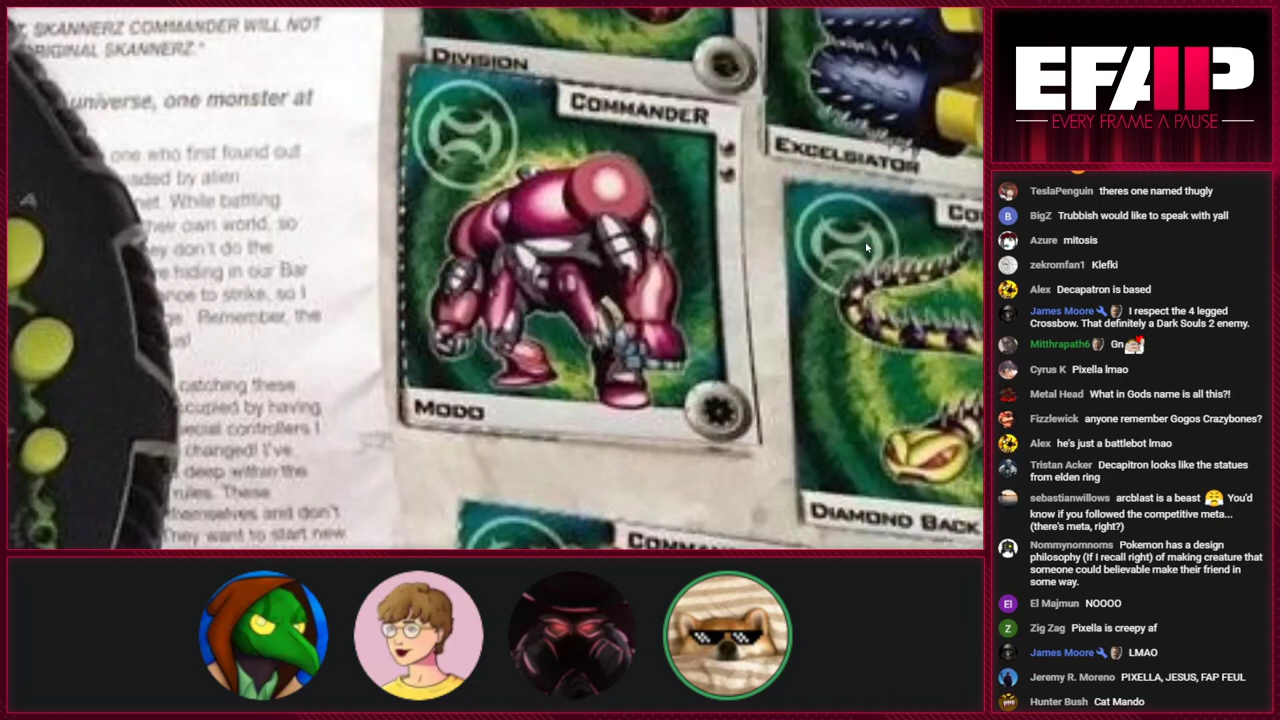 SKANNERZ COMMANDER WILL NOT
ORIGINAL SKANNERZ."
universe, one monster at
one who first found out
by alien
While battling
their own world, so
don't do the
hiding in our Bar
to strike, so I
Remember, the
catching these
by having
controllers I
changed! I've
deep within the
rules. These
themselves and don't
They want to start new
A
DIVISION
COMMANDER
MODO
EXCELSIATOR
DIAMOND BACK
EFAP
EVERY FRAME A PAUSE
TeslaPenguin theres one named thugly
B BigZ Trubbish would like to speak with yall
Azure mitosis
zekromfan1 Klefki
Alex Decapatron is based
James Moore I respect the 4 legged
Crossbow. That definitely a Dark Souls 2 enemy.
Mitthrapath6 Gn
Cyrus K Pixella lmao
Metal Head What in Gods name is all this?!
Fizzlewick anyone remember Gogos Crazybones?
Alex he's just a battlebot lmao
Tristan Acker Decapitron looks like the statues
from elden ring
sebastianwillows arcblast is a beast You'd
know if you followed the competitive meta...
(there's meta, right?)
Nommynomnoms Pokemon has a design
philosophy (If I recall right) of making creature that
someone could believable make their friend in
some way.
El El Majmun NOOOO
Z Zig Zag Pixella is creepy af
James Moore LMAO
Jeremy R. Moreno PIXELLA, JESUS, FAP FEUL
Hunter Bush Cat Mando